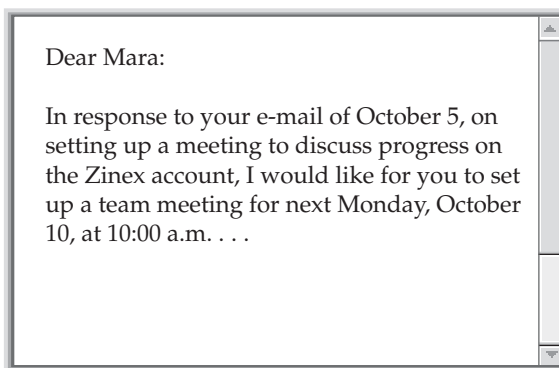 Dear Mara:
In response to your e-mail of October 5, on
setting up a meeting to discuss progress on
the Zinex account, I would like for you to set
up a team meeting for next Monday, October
10, at 10:00 a.m. . . .